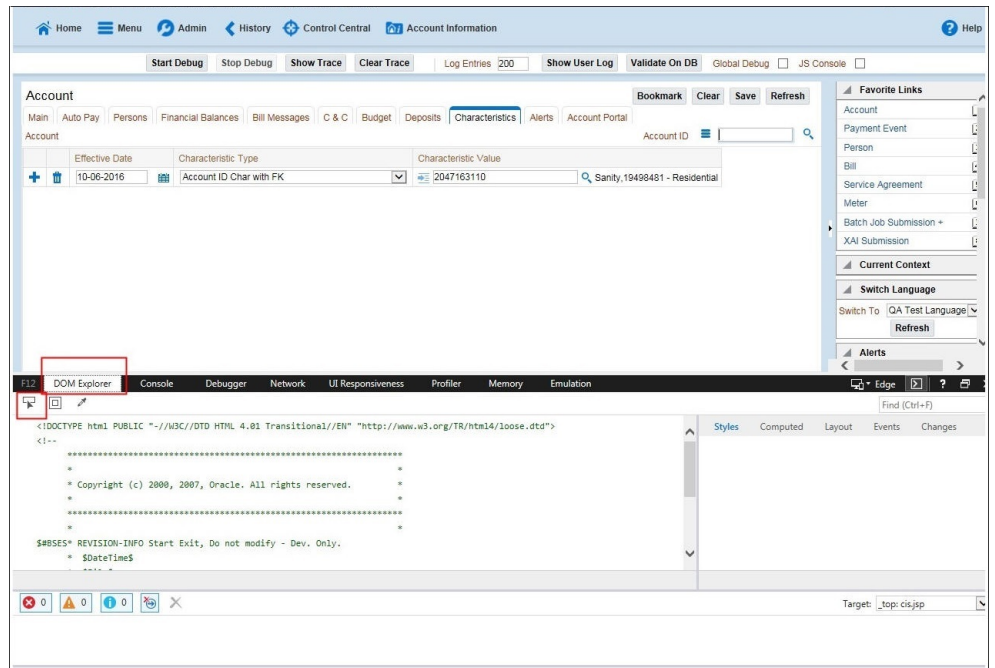 Home Menu Admin History Control Central Account Information Help
Start Debug Stop Debug Show Trace Clear Trace Log Entries 200 Show User Log Validate On DB Global Debug JS Console
Account Bookmark Clear Save Refresh
Main Auto Pay Persons Financial Balances Bill Messages C & C Budget Deposits Characteristics Alerts Account Portal
Account Account ID
Effective Date Characteristic Type Characteristic Value
10-06-2016 Account ID Char with FK 2047163110 Sanity,19498481 - Residential
Favorite Links
Account
Payment Event
Person
Bill
Service Agreement
Meter
Batch Job Submission +
XAI Submission
Current Context
Switch Language
Switch To QA Test Language
Refresh
Alerts
F12 DOM Explorer Console Debugger Network UI Responsiveness Profiler Memory Emulation Edge ?
Find (Ctrl+F)
<!DOCTYPE html PUBLIC "-//W3C//DTD HTML 4.01 Transitional//EN" "http://www.w3.org/TR/html4/loose.dtd">
<!--
*******************************************************************
* *
* Copyright (c) 2000, 2007, Oracle. All rights reserved. *
* *
*******************************************************************
* *
$#BSES* REVISION-INFO Start Exit, Do not modify - Dev. Only.
* $DateTime$
Styles Computed Layout Events Changes
0 0 0 Target: _top: cis.jsp